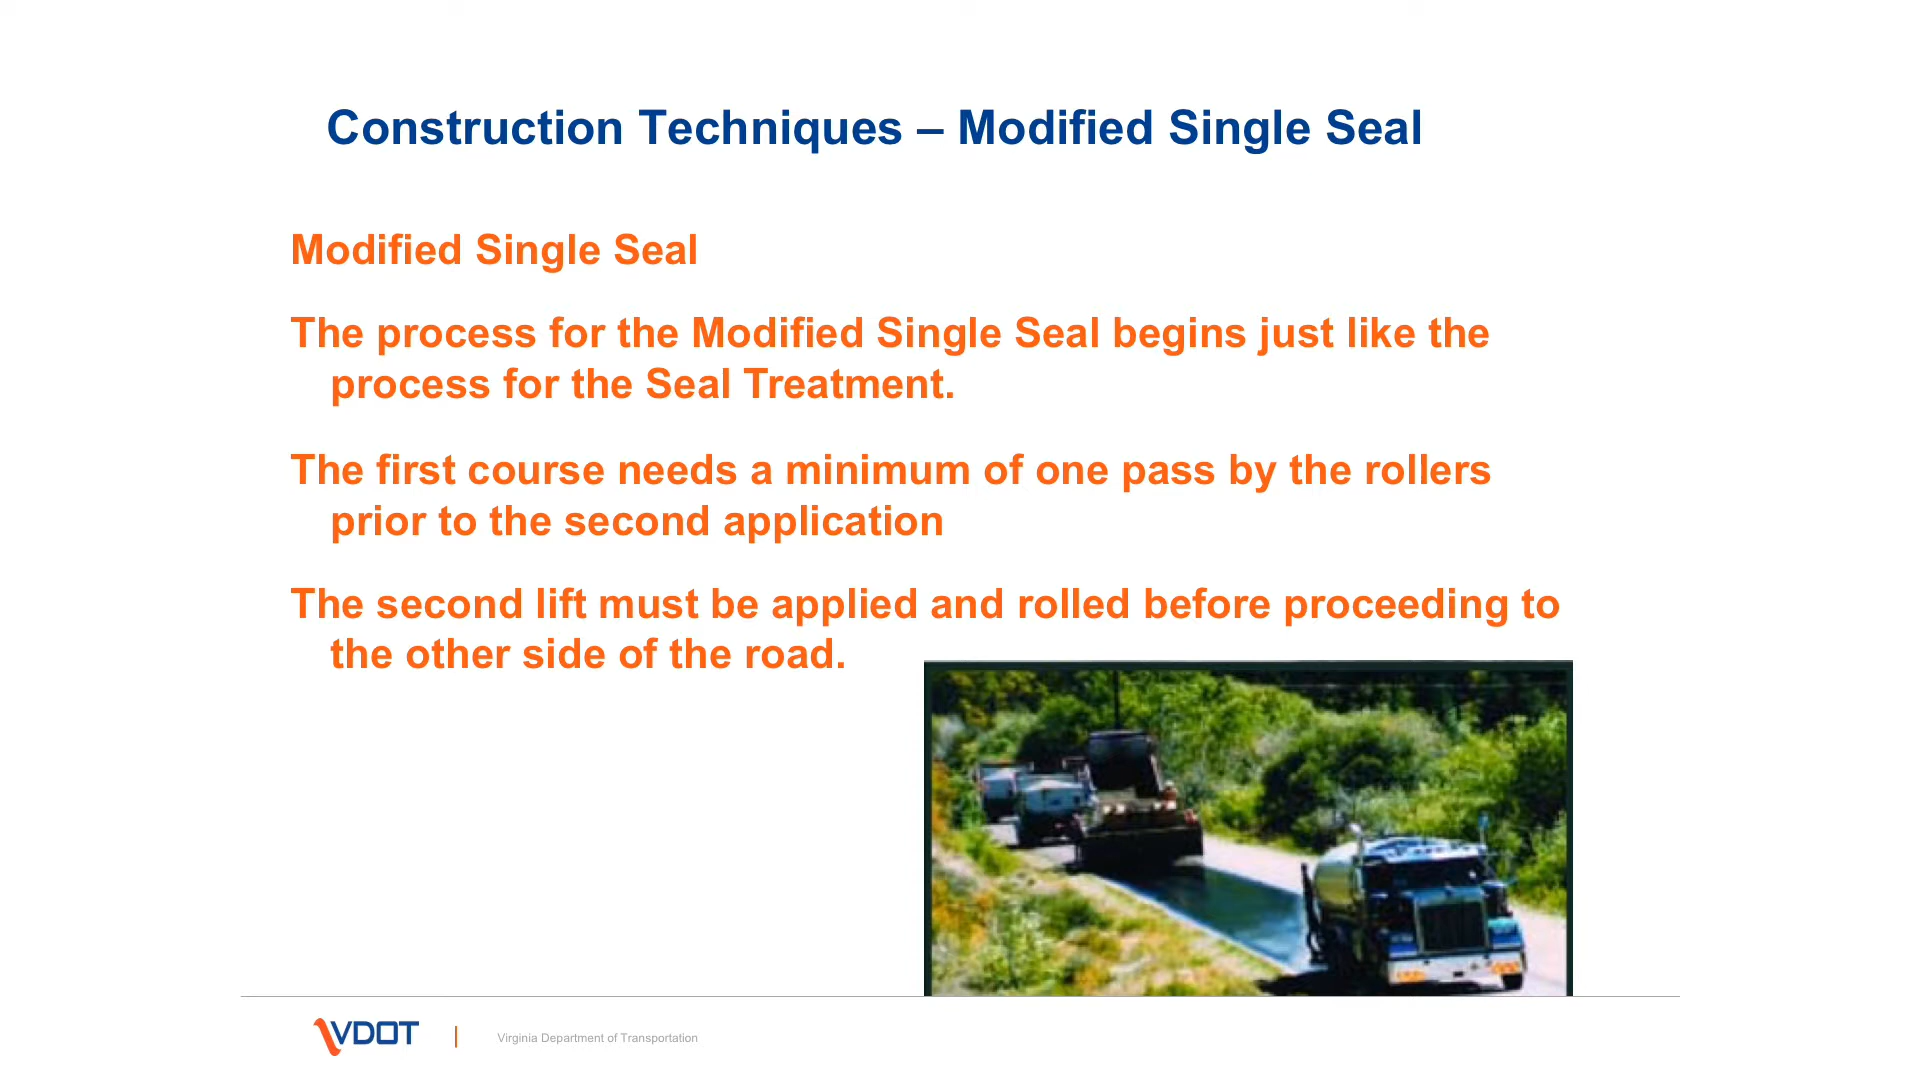 Construction Techniques – Modified Single Seal
Modified Single Seal
The process for the Modified Single Seal begins just like the
process for the Seal Treatment.
The first course needs a minimum of one pass by the rollers
prior to the second application
The second lift must be applied and rolled before proceeding to
the other side of the road.
VDOT
Virginia Department of Transportation